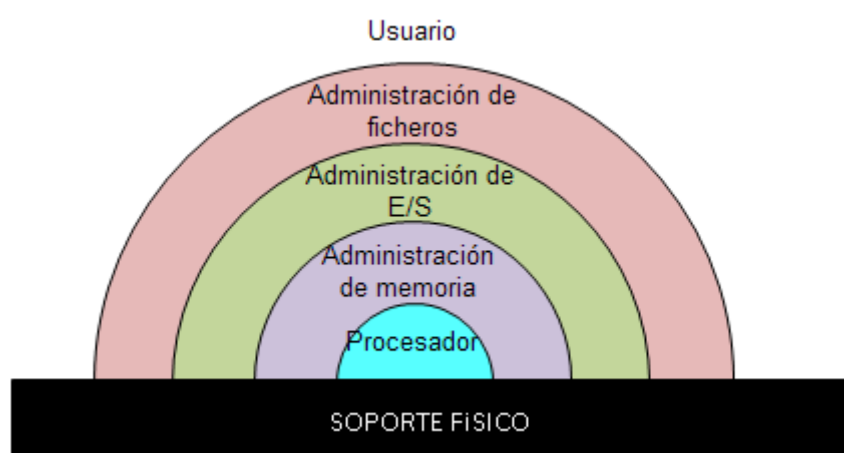 Usuario
Administración de
ficheros
Administración de
E/S
Administración
de memoria
Procesador
SOPORTE FíSICO